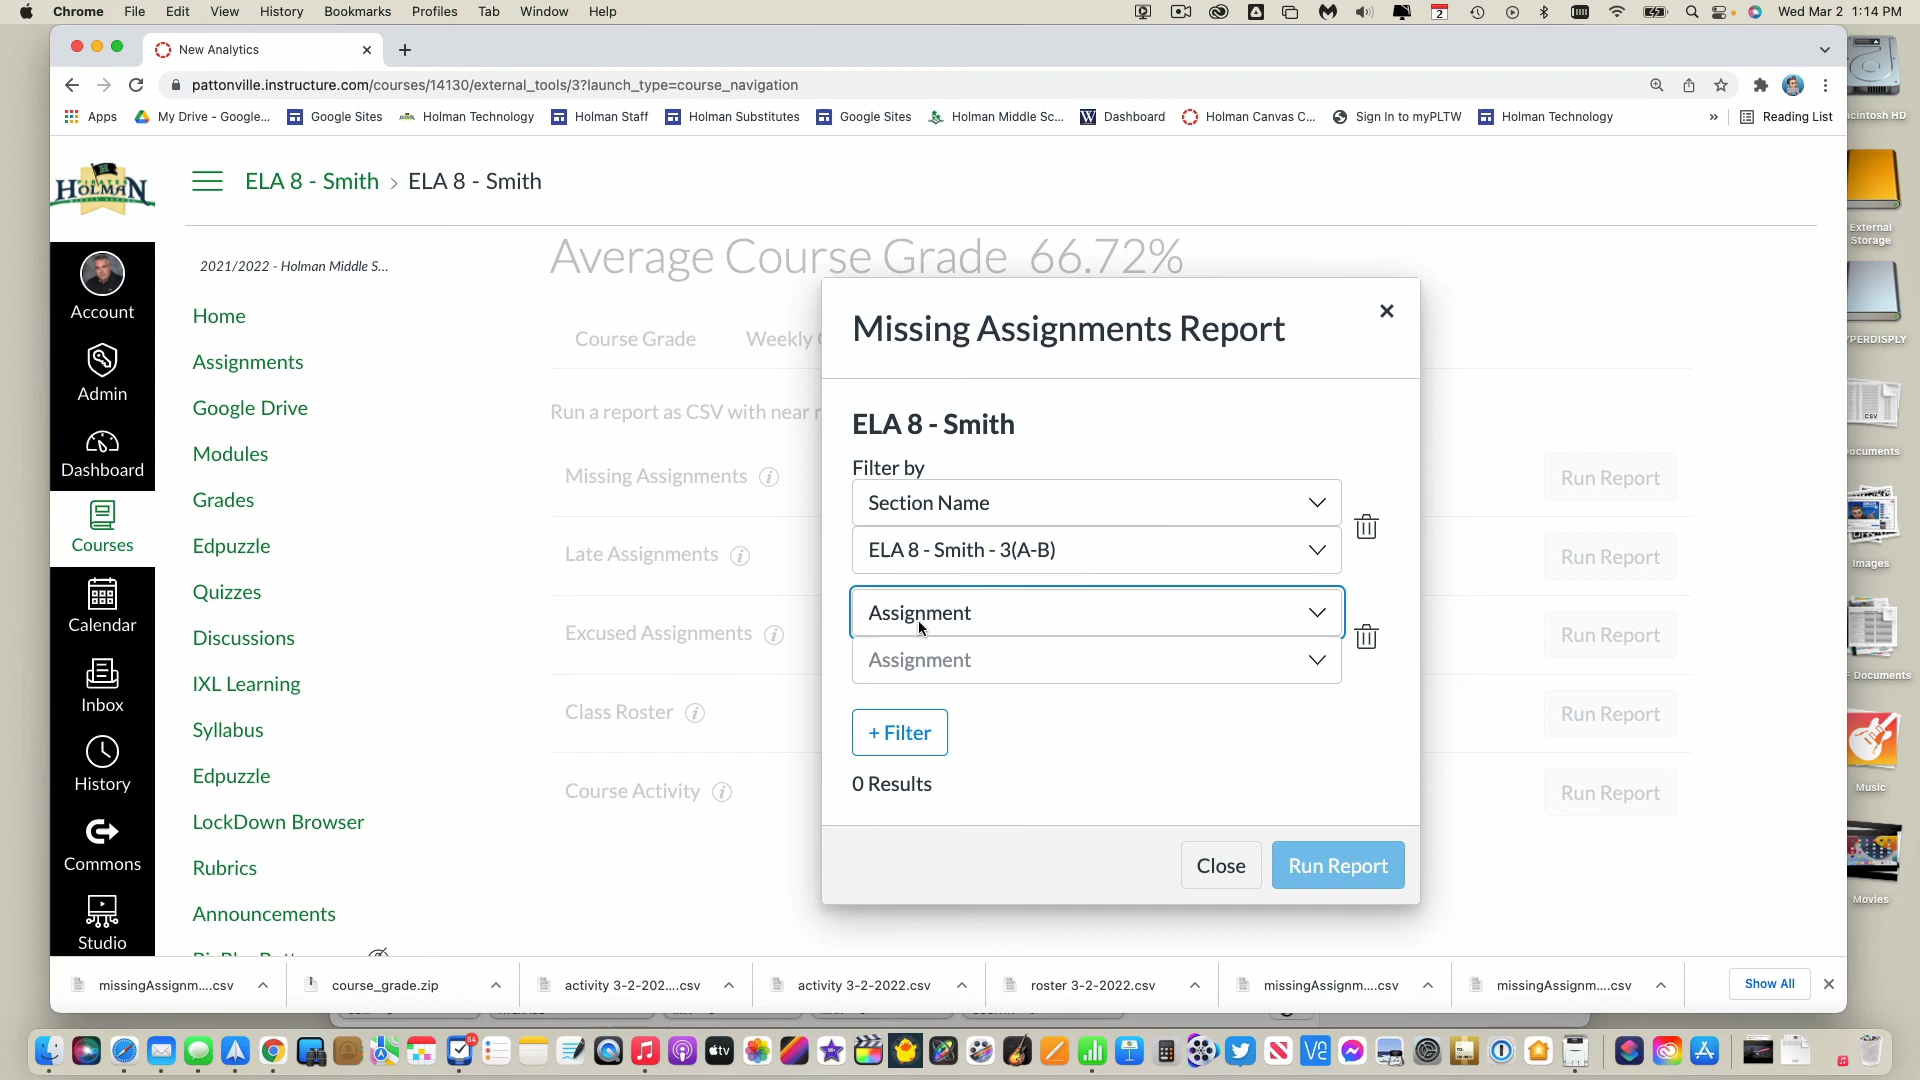 Chrome File Edit View History Bookmarks Profiles Tab Window Help 2 Wed Mar 2 1:14 PM
New Analytics
pattonville.instructure.com/courses/14130/external_tools/3?launch_type=course_navigation
Apps My Drive - Google... Google Sites Holman Technology Holman Staff Holman Substitutes Google Sites Holman Middle Sc... Dashboard Holman Canvas C... Sign In to myPLTW Holman Technology » Reading List
HOLMAN
ELA 8 - Smith > ELA 8 - Smith
Account
Admin
Dashboard
Courses
Calendar
Inbox
History
Commons
Studio
2021/2022 - Holman Middle S...
Home
Assignments
Google Drive
Modules
Grades
Edpuzzle
Quizzes
Discussions
IXL Learning
Syllabus
Edpuzzle
LockDown Browser
Rubrics
Announcements
Average Course Grade 66.72%
Course Grade Weekly
Run a report as CSV with near r
Missing Assignments Run Report
Late Assignments Run Report
Excused Assignments Run Report
Class Roster Run Report
Course Activity Run Report
Missing Assignments Report
ELA 8 - Smith
Filter by
Section Name
ELA 8 - Smith - 3(A-B)
Assignment
Assignment
+ Filter
0 Results
Close Run Report
missingAssignm....csv course_grade.zip activity 3-2-202....csv activity 3-2-2022.csv roster 3-2-2022.csv missingAssignm....csv missingAssignm....csv Show All
acintosh HD
External
Storage
YPERDISPLY
CSV
ocuments
Images
Documents
Music
Movies
64
tv